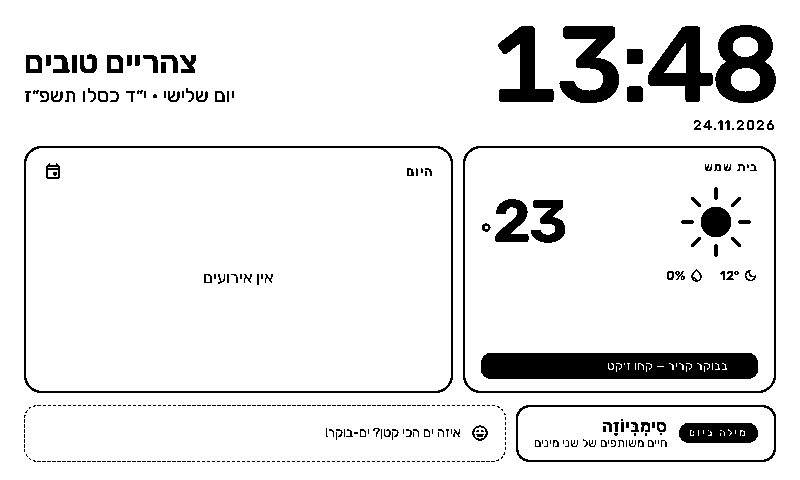 13:48
24.11.2026
צהריים טובים
יום שלישי • י״ד כסלו תשפ״ז
בית שמש
23°
12° 0%
בבוקר קריר — קחו ז׳קט
היום
אין אירועים
מילה ביום
סִימְבִּיוֹזָה
חיים משותפים של שני מינים
איזה ים הכי קטן? ים-בוקר!